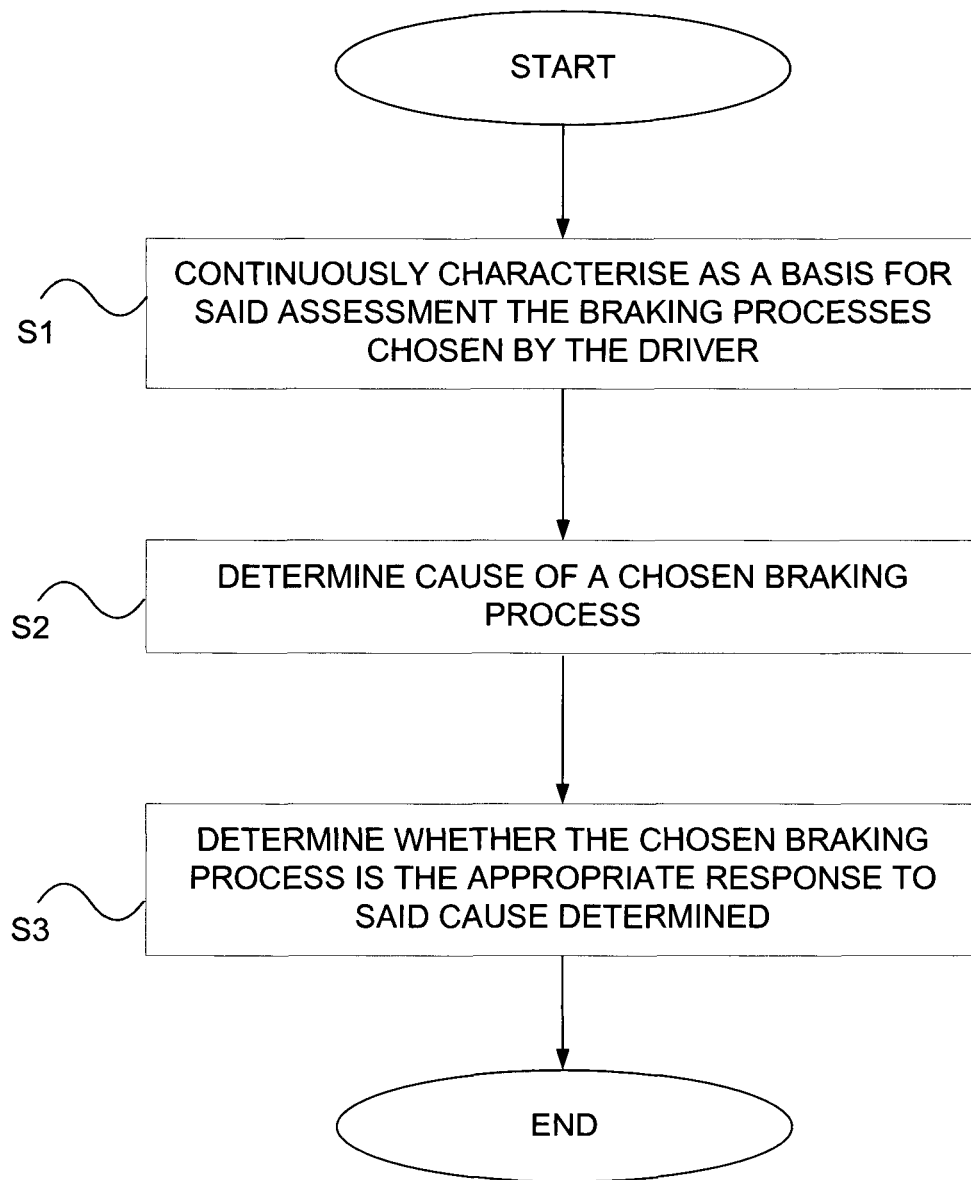 START
CONTINUOUSLY CHARACTERISE AS A BASIS FOR
SAID ASSESSMENT THE BRAKING PROCESSES
CHOSEN BY THE DRIVER
S1
DETERMINE CAUSE OF A CHOSEN BRAKING
PROCESS
S2
DETERMINE WHETHER THE CHOSEN BRAKING
PROCESS IS THE APPROPRIATE RESPONSE TO
SAID CAUSE DETERMINED
S3
END